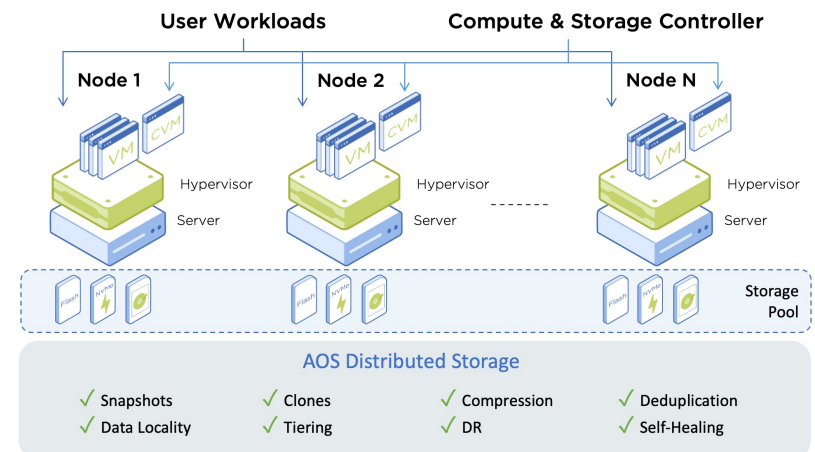 User Workloads
Compute & Storage Controller
Node 1
Node 2
Node N
VM
CVM
VM
CVM
VM
CVM
Hypervisor
Hypervisor
Hypervisor
Server
Server
Server
Flash
NVMe
Flash
NVMe
Flash
NVMe
Storage
Pool
AOS Distributed Storage
Snapshots
Clones
Compression
Deduplication
Data Locality
Tiering
DR
Self-Healing